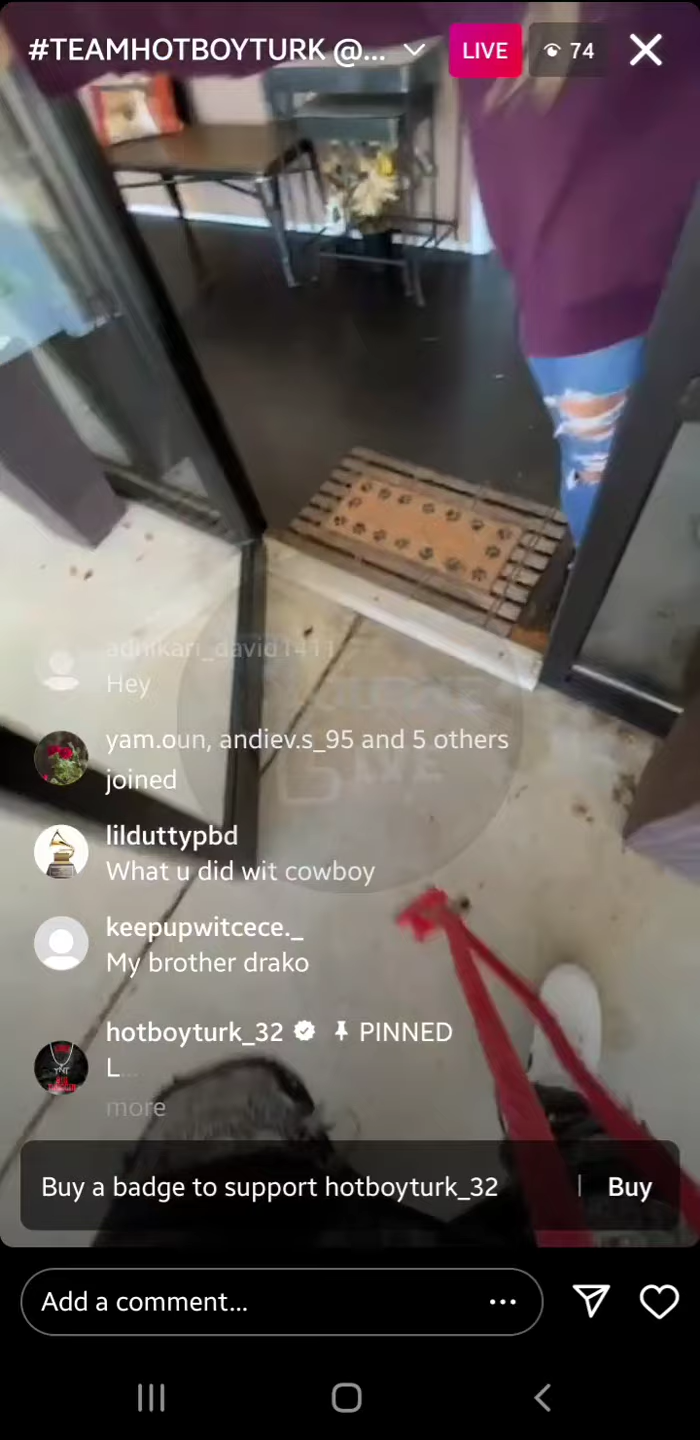 #TEAMHOTBOYTURK @...
LIVE
74
Hey
yam.oun, andiev.s_95 and 5 others
joined
lilduttypbd
What u did wit cowboy
keepupwitcece._
My brother drako
hotboyturk_32 PINNED
L...
more
Buy a badge to support hotboyturk_32 | Buy
Add a comment...